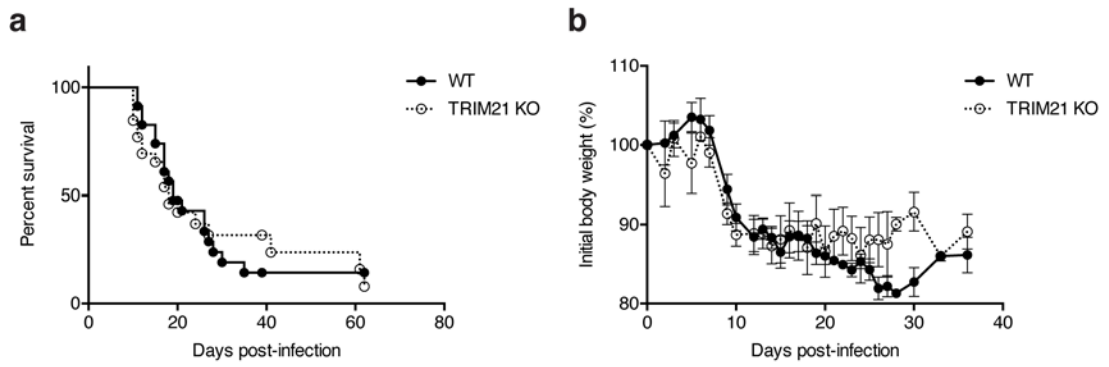 a
Percent survival
100
50
0
0 20 40 60 80
Days post-infection
WT
TRIM21 KO
b
Initial body weight (%)
110
100
90
80
0 10 20 30 40
Days post-infection
WT
TRIM21 KO